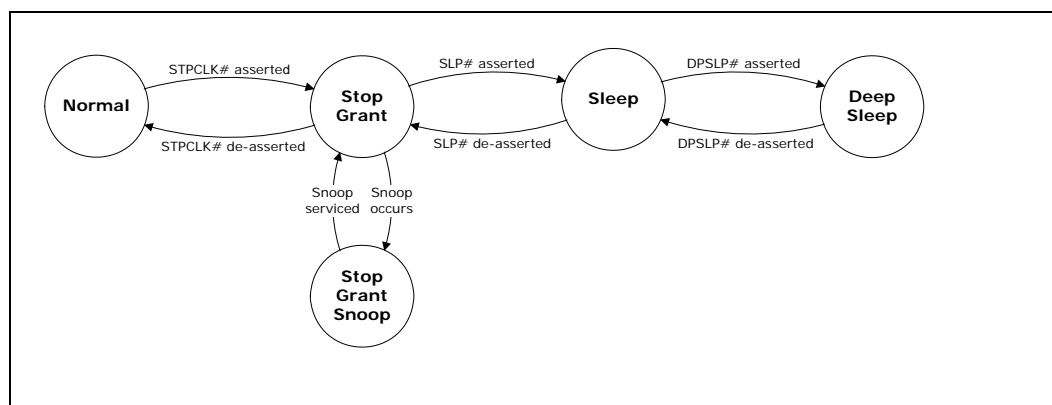 STPCLK# asserted
SLP# asserted
DPSLP# asserted
Normal
Stop
Grant
Sleep
Deep
Sleep
STPCLK# de-asserted
SLP# de-asserted
DPSLP# de-asserted
Snoop
serviced
Snoop
occurs
Stop
Grant
Snoop